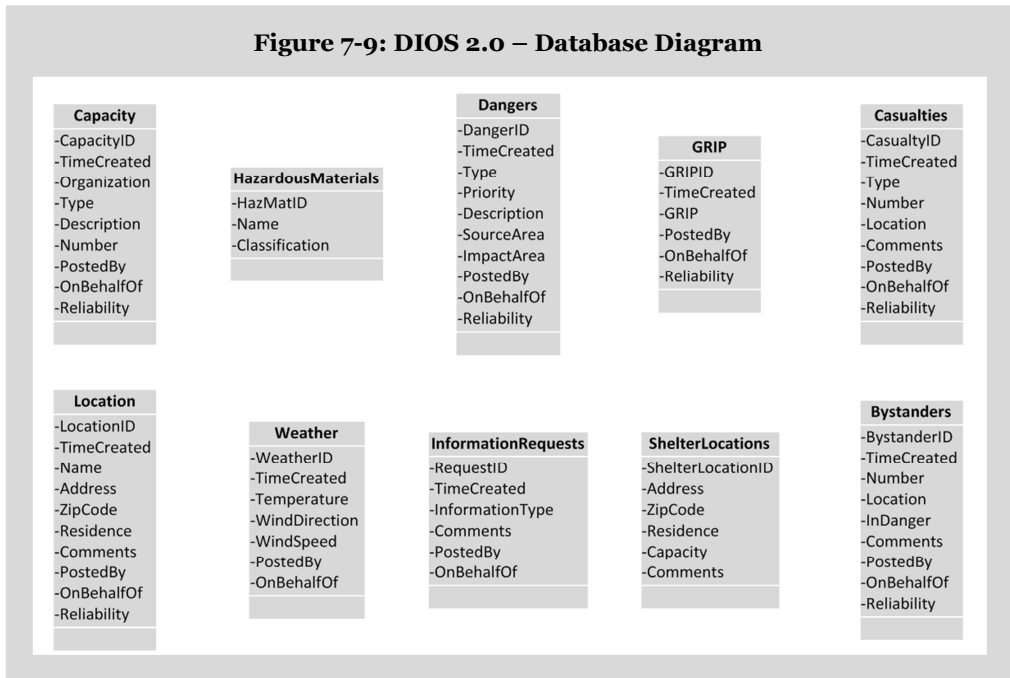 Figure 7-9: DIOS 2.0 – Database Diagram
Capacity
-CapacityID
-TimeCreated
-Organization
-Type
-Description
-Number
-PostedBy
-OnBehalfOf
-Reliability
HazardousMaterials
-HazMatID
-Name
-Classification
Dangers
-DangerID
-TimeCreated
-Type
-Priority
-Description
-SourceArea
-ImpactArea
-PostedBy
-OnBehalfOf
-Reliability
GRIP
-GRIPID
-TimeCreated
-GRIP
-PostedBy
-OnBehalfOf
-Reliability
Casualties
-CasualtyID
-TimeCreated
-Type
-Number
-Location
-Comments
-PostedBy
-OnBehalfOf
-Reliability
Location
-LocationID
-TimeCreated
-Name
-Address
-ZipCode
-Residence
-Comments
-PostedBy
-OnBehalfOf
-Reliability
Weather
-WeatherID
-TimeCreated
-Temperature
-WindDirection
-WindSpeed
-PostedBy
-OnBehalfOf
InformationRequests
-RequestID
-TimeCreated
-InformationType
-Comments
-PostedBy
-OnBehalfOf
ShelterLocations
-ShelterLocationID
-Address
-ZipCode
-Residence
-Capacity
-Comments
Bystanders
-BystanderID
-TimeCreated
-Number
-Location
-InDanger
-Comments
-PostedBy
-OnBehalfOf
-Reliability